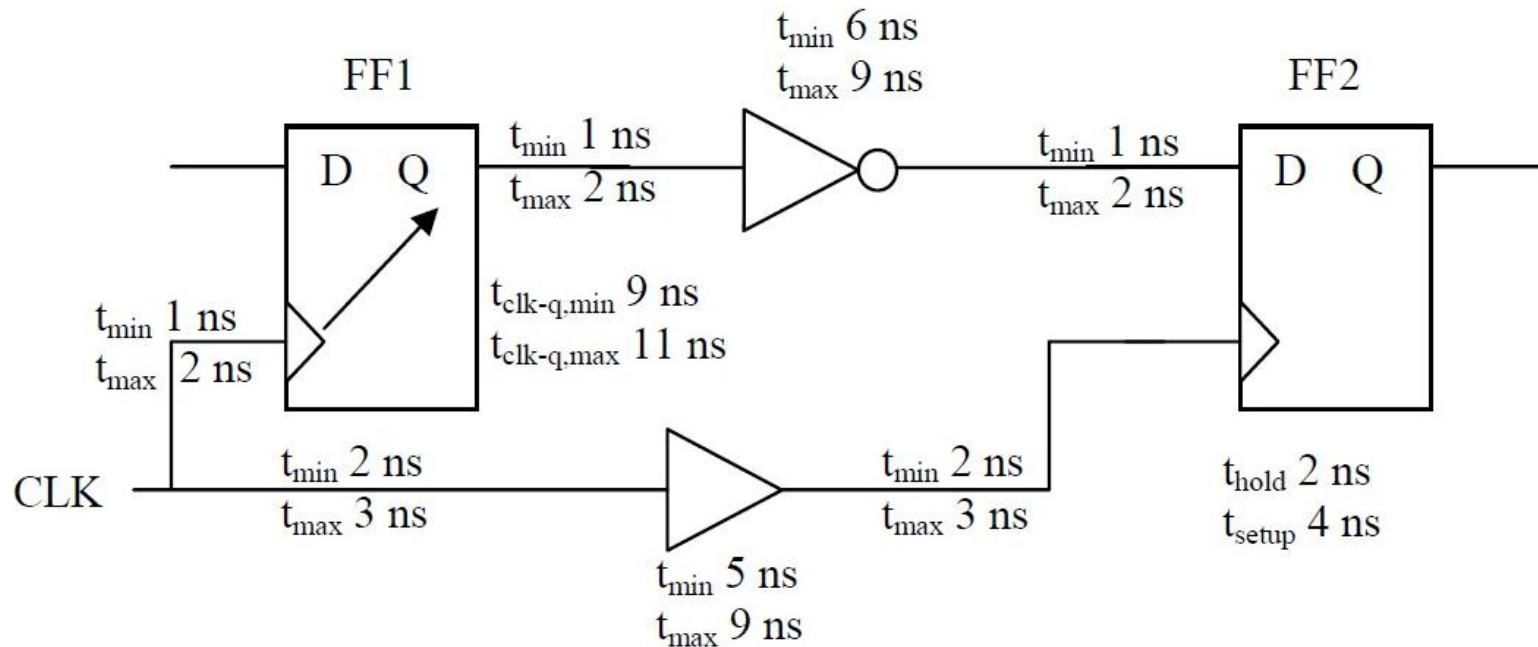 t_min 6 ns
t_max 9 ns
FF1
FF2
t_min 1 ns
t_max 2 ns
t_min 1 ns
t_max 2 ns
D Q
D Q
t_clk-q,min 9 ns
t_clk-q,max 11 ns
t_min 1 ns
t_max 2 ns
CLK
t_min 2 ns
t_max 3 ns
t_min 2 ns
t_max 3 ns
t_hold 2 ns
t_setup 4 ns
t_min 5 ns
t_max 9 ns